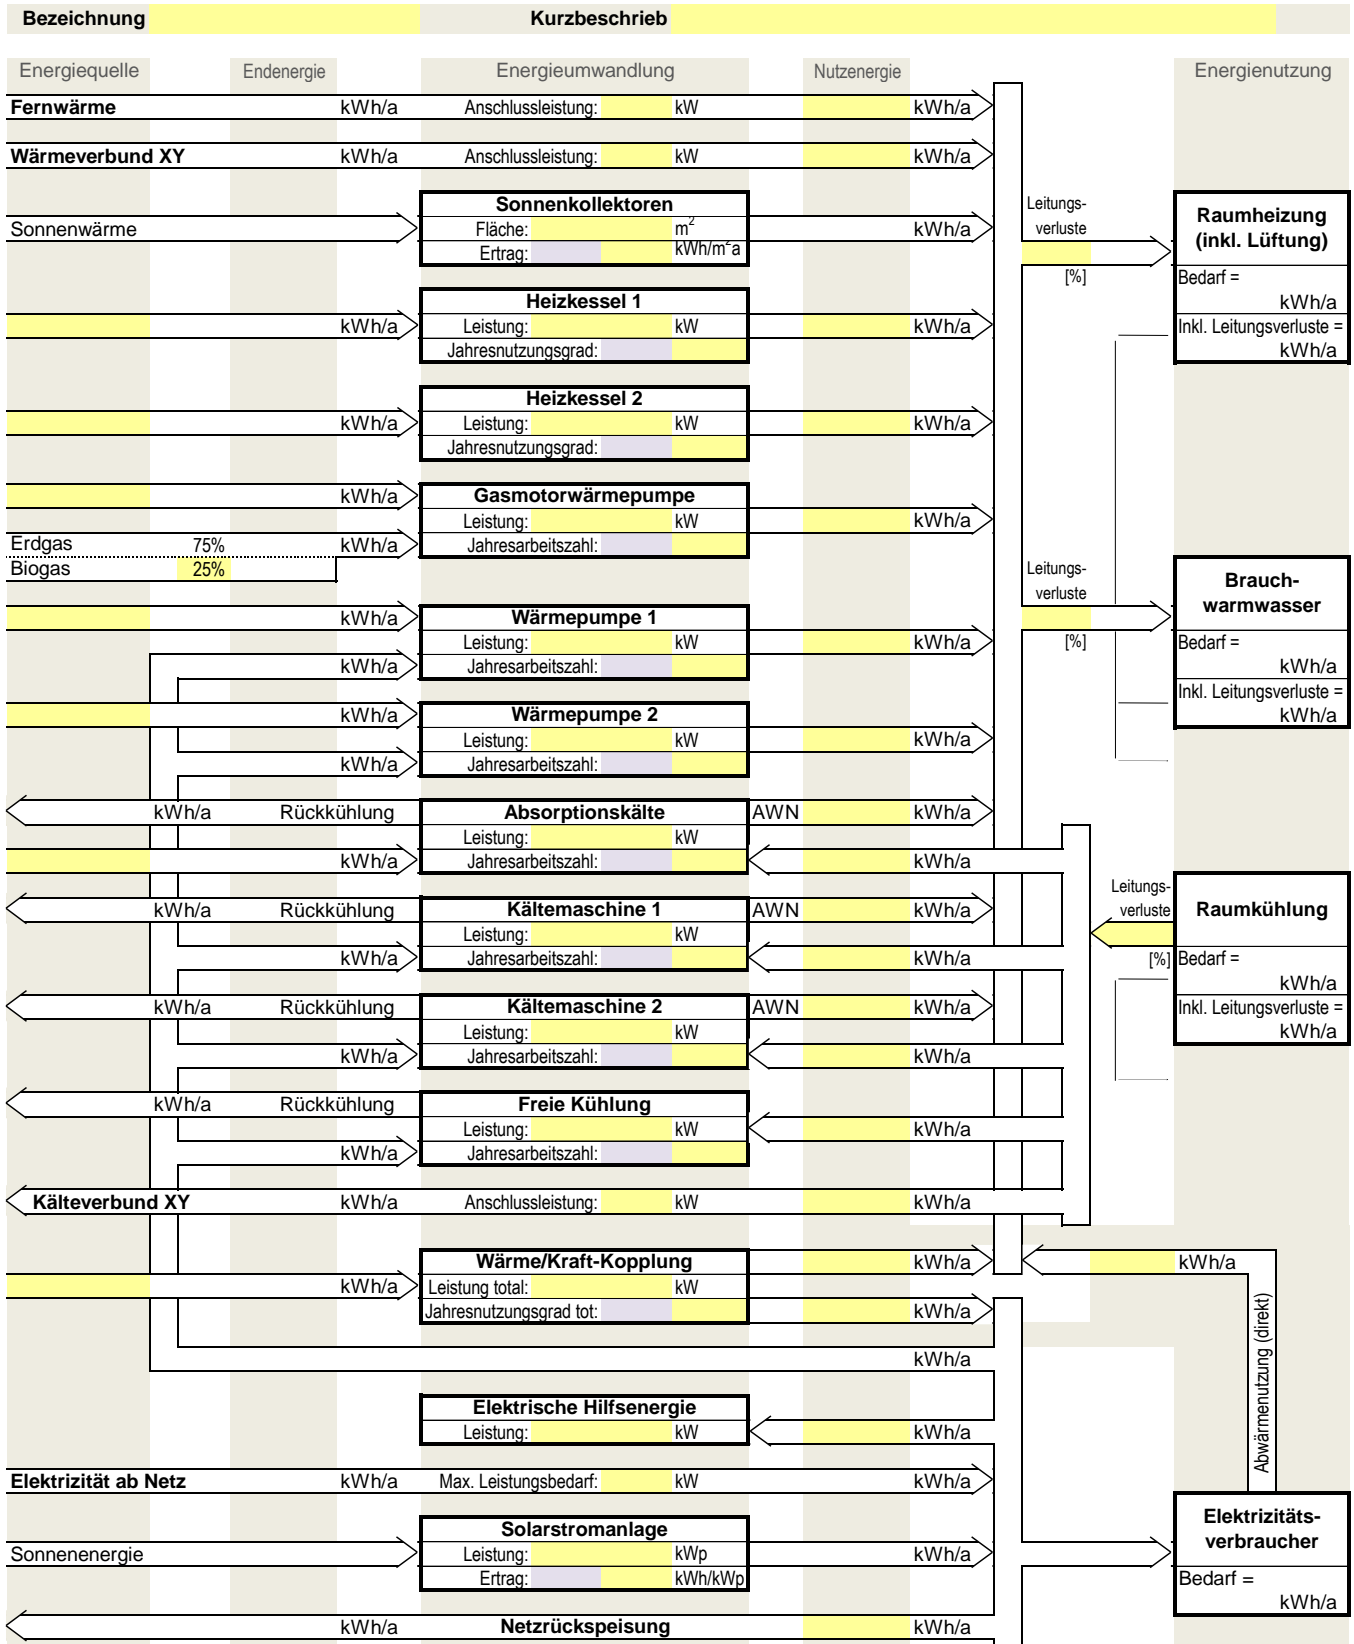 Bezeichnung Kurzbeschrieb
Energiequelle Endenergie Energieumwandlung Nutzenergie Energienutzung
Fernwärme kWh/a Anschlussleistung: kW kWh/a
Wärmeverbund XY kWh/a Anschlussleistung: kW kWh/a
Sonnenkollektoren
Sonnenwärme Fläche: m² kWh/a
Ertrag: kWh/m²a
Leitungs-
verluste
[%]
Raumheizung
(inkl. Lüftung)
Bedarf =
kWh/a
Inkl. Leitungsverluste =
kWh/a
Heizkessel 1
kWh/a Leistung: kW kWh/a
Jahresnutzungsgrad:
Heizkessel 2
kWh/a Leistung: kW kWh/a
Jahresnutzungsgrad:
kWh/a Gasmotorwärmepumpe
Leistung: kW kWh/a
Erdgas 75% kWh/a Jahresarbeitszahl:
Biogas 25%
Leitungs-
verluste
[%]
Brauch-
warmwasser
Bedarf =
kWh/a
Inkl. Leitungsverluste =
kWh/a
kWh/a Wärmepumpe 1
Leistung: kW kWh/a
kWh/a Jahresarbeitszahl:
kWh/a Wärmepumpe 2
Leistung: kW kWh/a
kWh/a Jahresarbeitszahl:
kWh/a Rückkühlung Absorptionskälte AWN kWh/a
Leistung: kW
kWh/a Jahresarbeitszahl: kWh/a
kWh/a Rückkühlung Kältemaschine 1 AWN kWh/a
Leistung: kW
kWh/a Jahresarbeitszahl: kWh/a
Leitungs-
verluste
[%]
Raumkühlung
Bedarf =
kWh/a
Inkl. Leitungsverluste =
kWh/a
kWh/a Rückkühlung Kältemaschine 2 AWN kWh/a
Leistung: kW
kWh/a Jahresarbeitszahl: kWh/a
kWh/a Rückkühlung Freie Kühlung
Leistung: kW kWh/a
kWh/a Jahresarbeitszahl:
Kälteverbund XY kWh/a Anschlussleistung: kW kWh/a
Wärme/Kraft-Kopplung kWh/a kWh/a
kWh/a Leistung total: kW
Jahresnutzungsgrad tot: kWh/a
Abwärmenutzung (direkt)
kWh/a
Elektrische Hilfsenergie
Leistung: kW kWh/a
Elektrizität ab Netz kWh/a Max. Leistungsbedarf: kW kWh/a
Solarstromanlage
Sonnenenergie Leistung: kWp kWh/a
Ertrag: kWh/kWp
Elektrizitäts-
verbraucher
Bedarf =
kWh/a
kWh/a Netzrückspeisung kWh/a